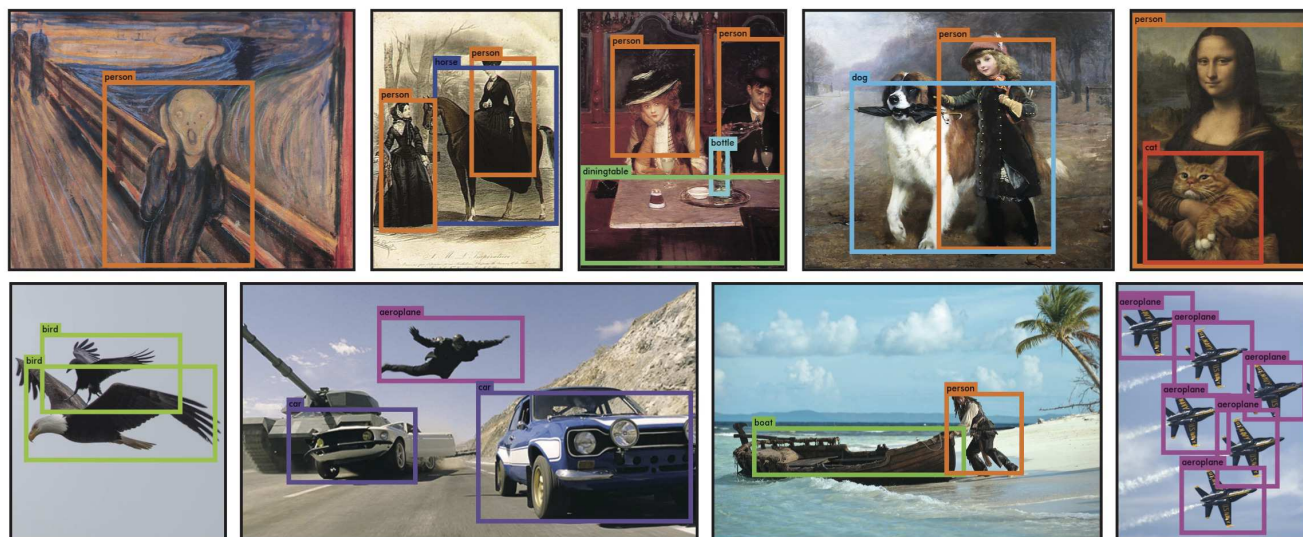 person
person
horse
person
person
person
bottle
diningtable
person
dog
person
cat
bird
bird
aeroplane
car
car
person
boat
aeroplane
aeroplane
aeroplane
aeroplane
aeroplane
aeroplane